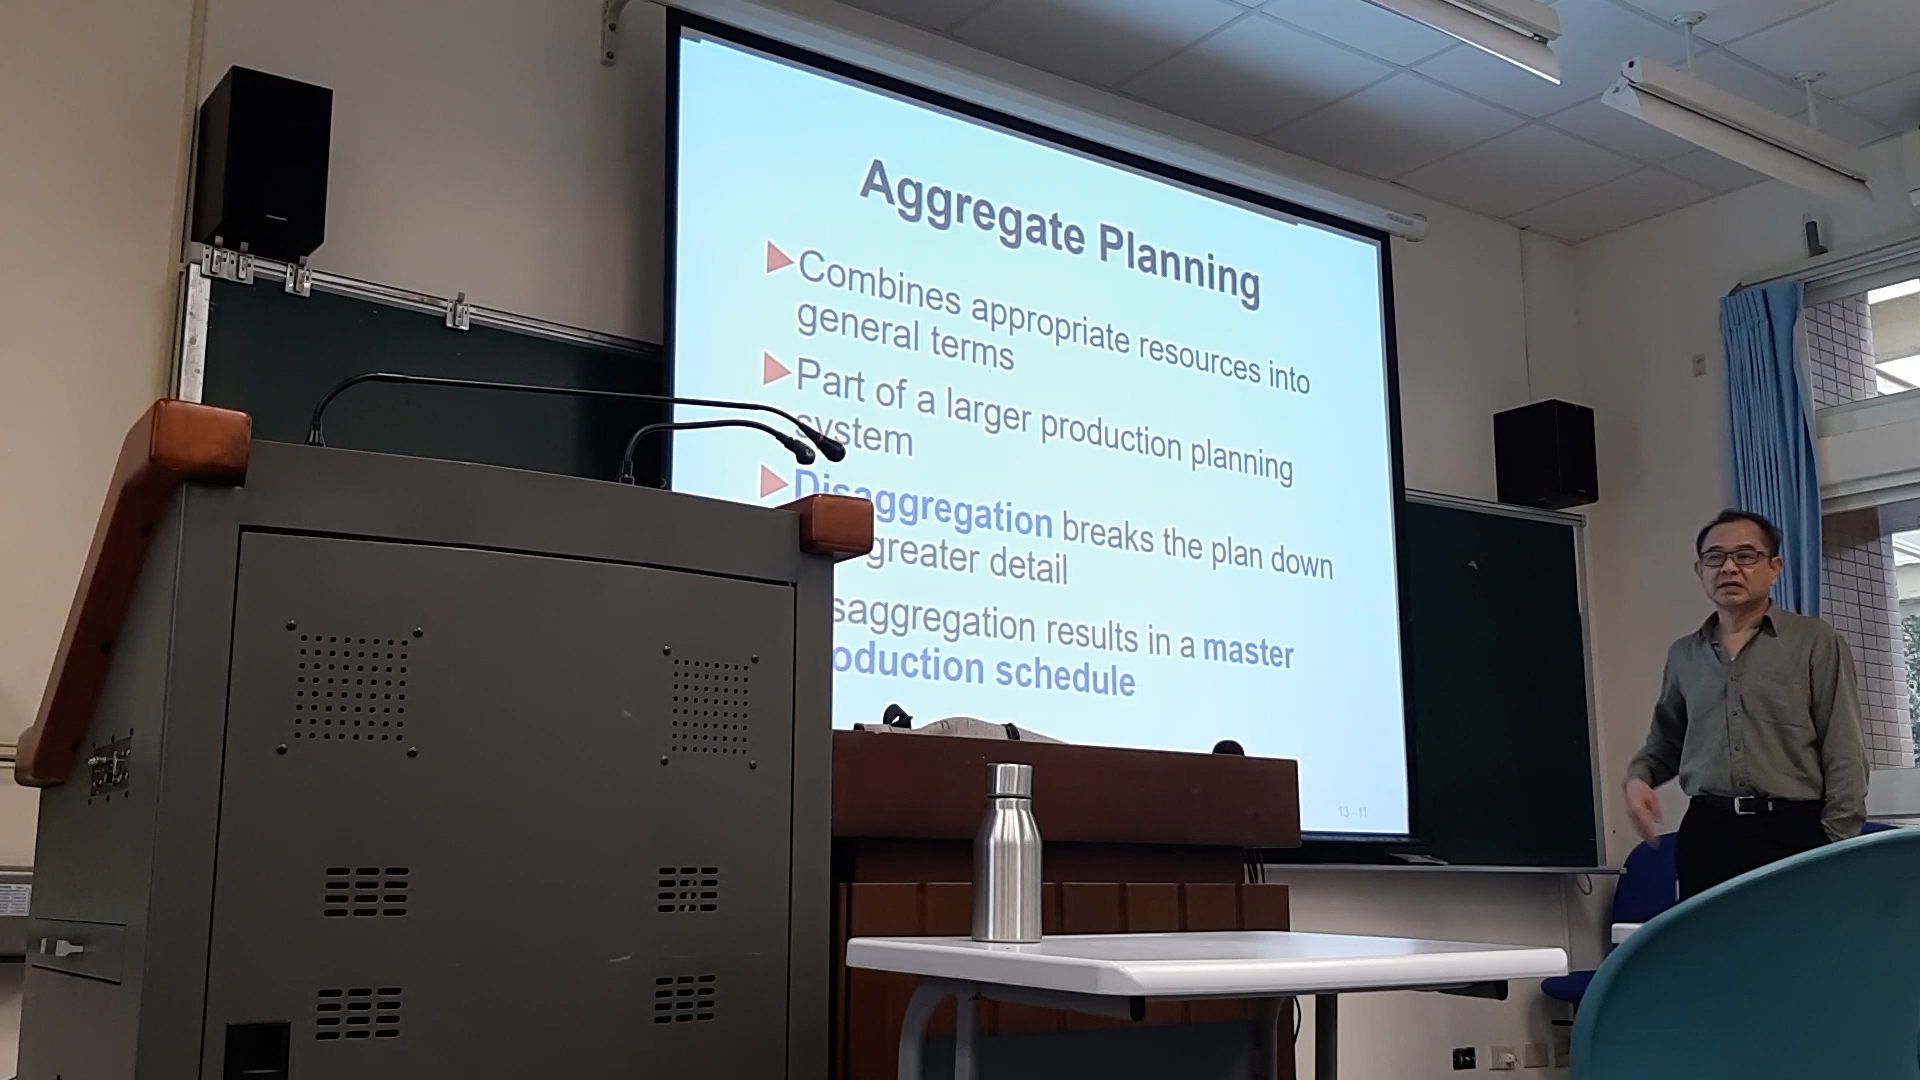 Aggregate Planning
Combines appropriate resources into
general terms
Part of a larger production planning
system
Disaggregation breaks the plan down
greater detail
saggregation results in a master
oduction schedule
13 - 11